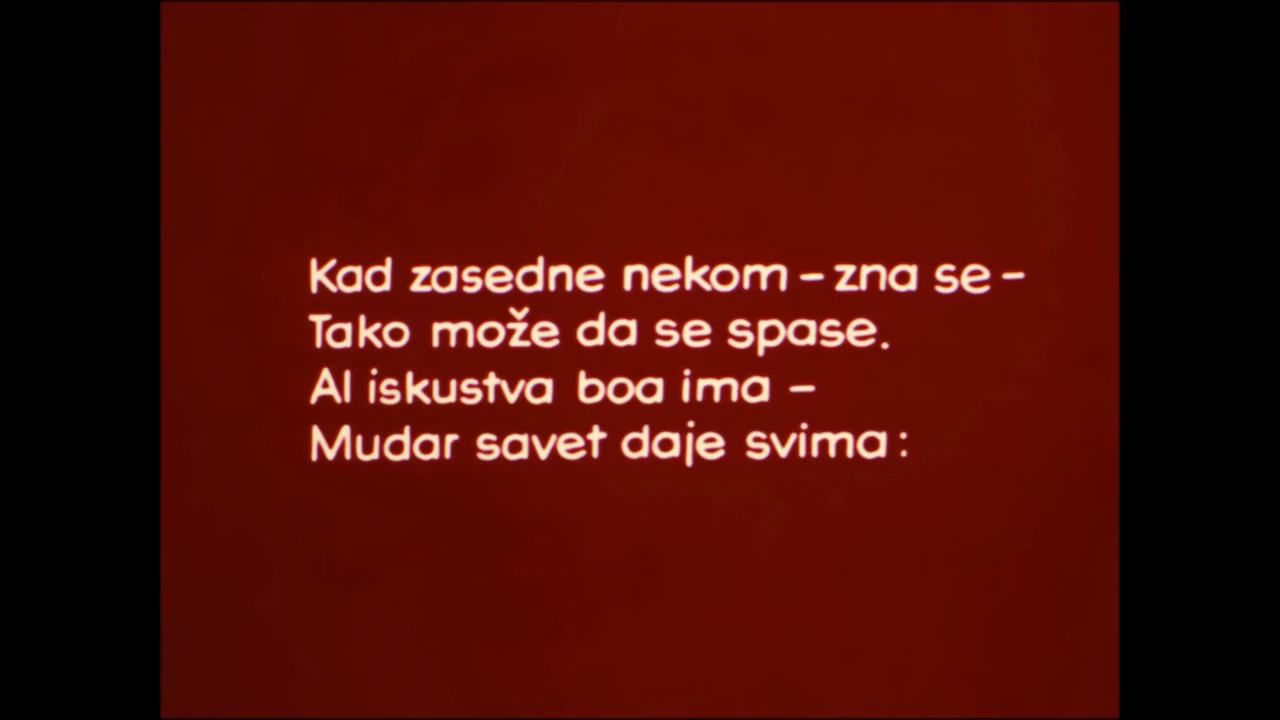 Kad zasedne nekom – zna se –
Tako može da se spase.
Al iskustva boa ima –
Mudar savet daje svima :